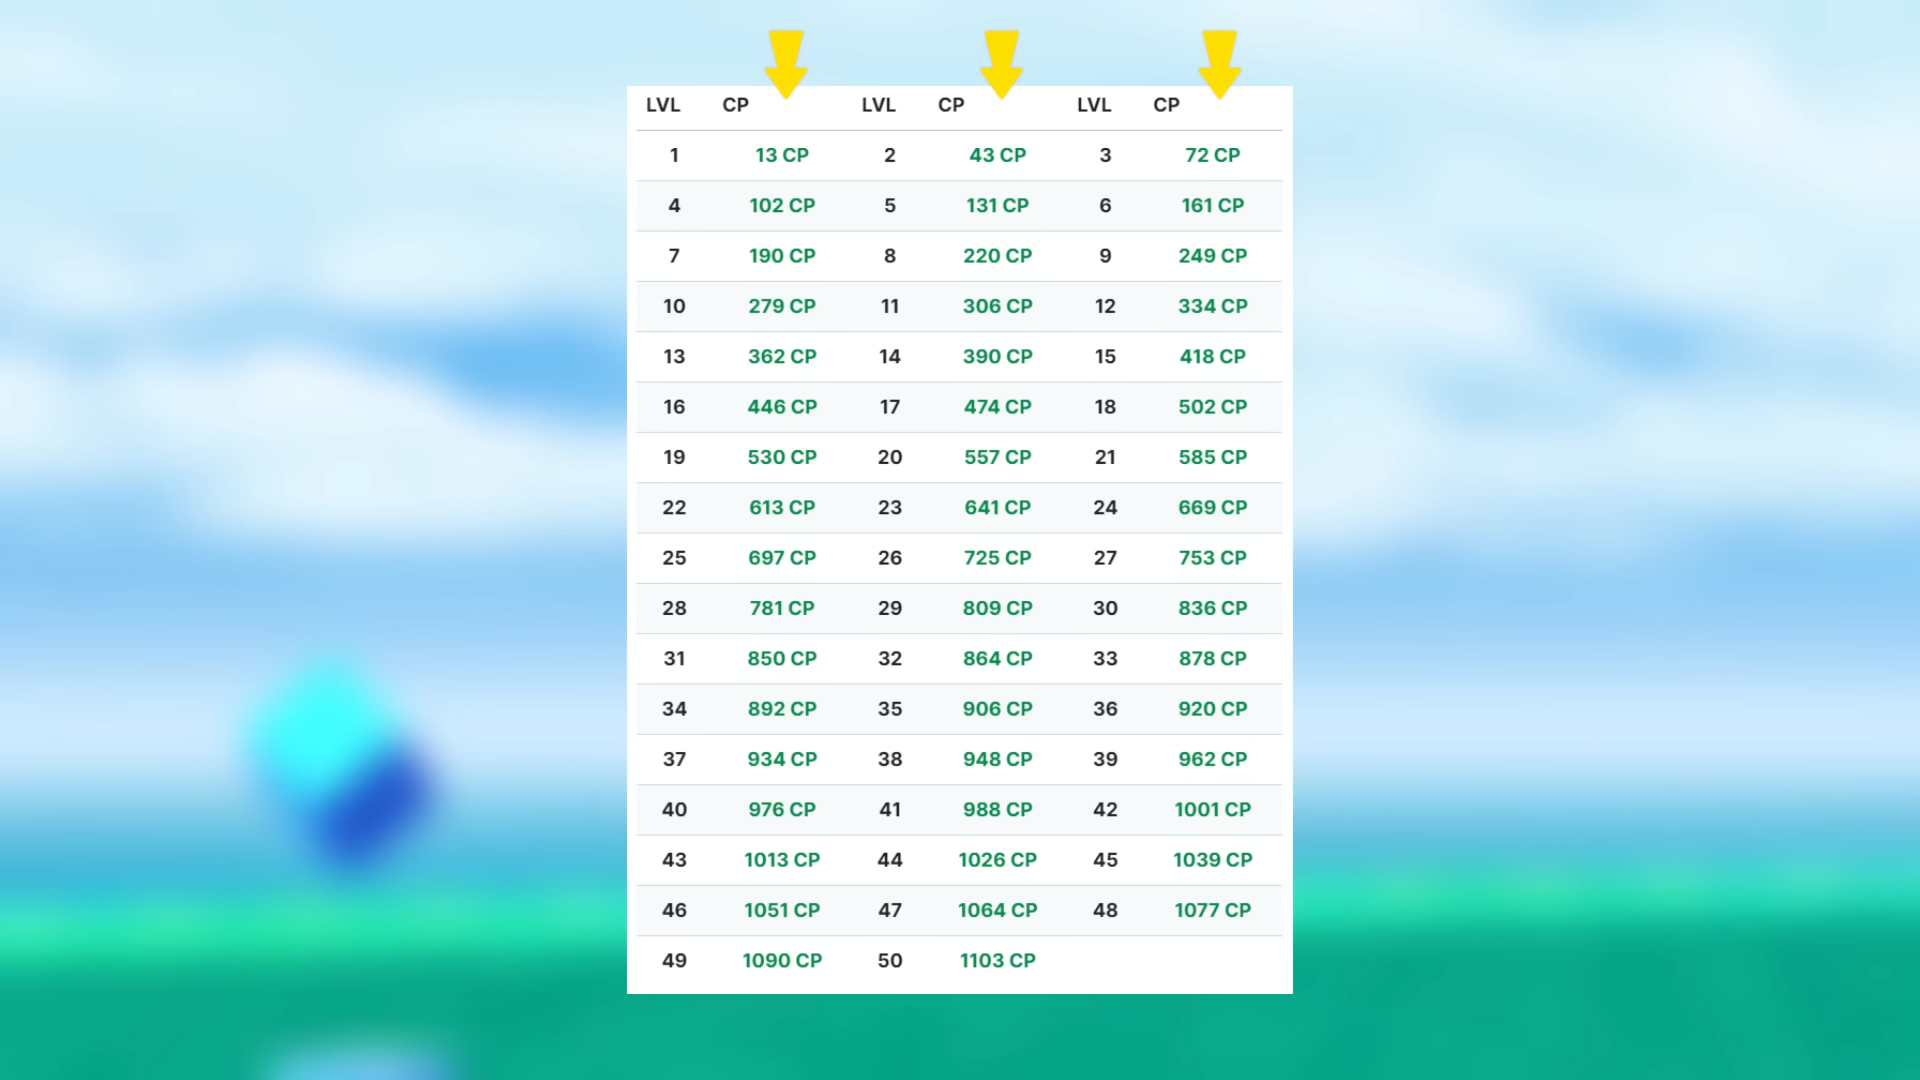 LVL CP LVL CP LVL CP
1 13 CP 2 43 CP 3 72 CP
4 102 CP 5 131 CP 6 161 CP
7 190 CP 8 220 CP 9 249 CP
10 279 CP 11 306 CP 12 334 CP
13 362 CP 14 390 CP 15 418 CP
16 446 CP 17 474 CP 18 502 CP
19 530 CP 20 557 CP 21 585 CP
22 613 CP 23 641 CP 24 669 CP
25 697 CP 26 725 CP 27 753 CP
28 781 CP 29 809 CP 30 836 CP
31 850 CP 32 864 CP 33 878 CP
34 892 CP 35 906 CP 36 920 CP
37 934 CP 38 948 CP 39 962 CP
40 976 CP 41 988 CP 42 1001 CP
43 1013 CP 44 1026 CP 45 1039 CP
46 1051 CP 47 1064 CP 48 1077 CP
49 1090 CP 50 1103 CP